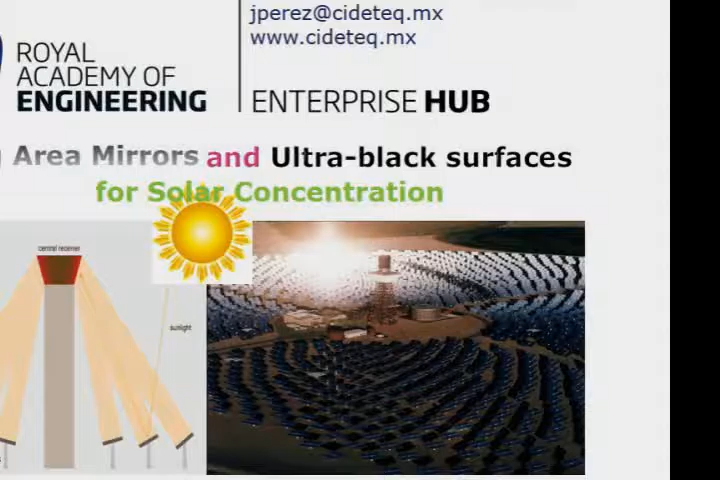 jperez@cideteq.mx
www.cideteq.mx
ROYAL
ACADEMY OF
ENGINEERING
ENTERPRISE HUB
Area Mirrors and Ultra-black surfaces
for Solar Concentration
central receiver
sunlight